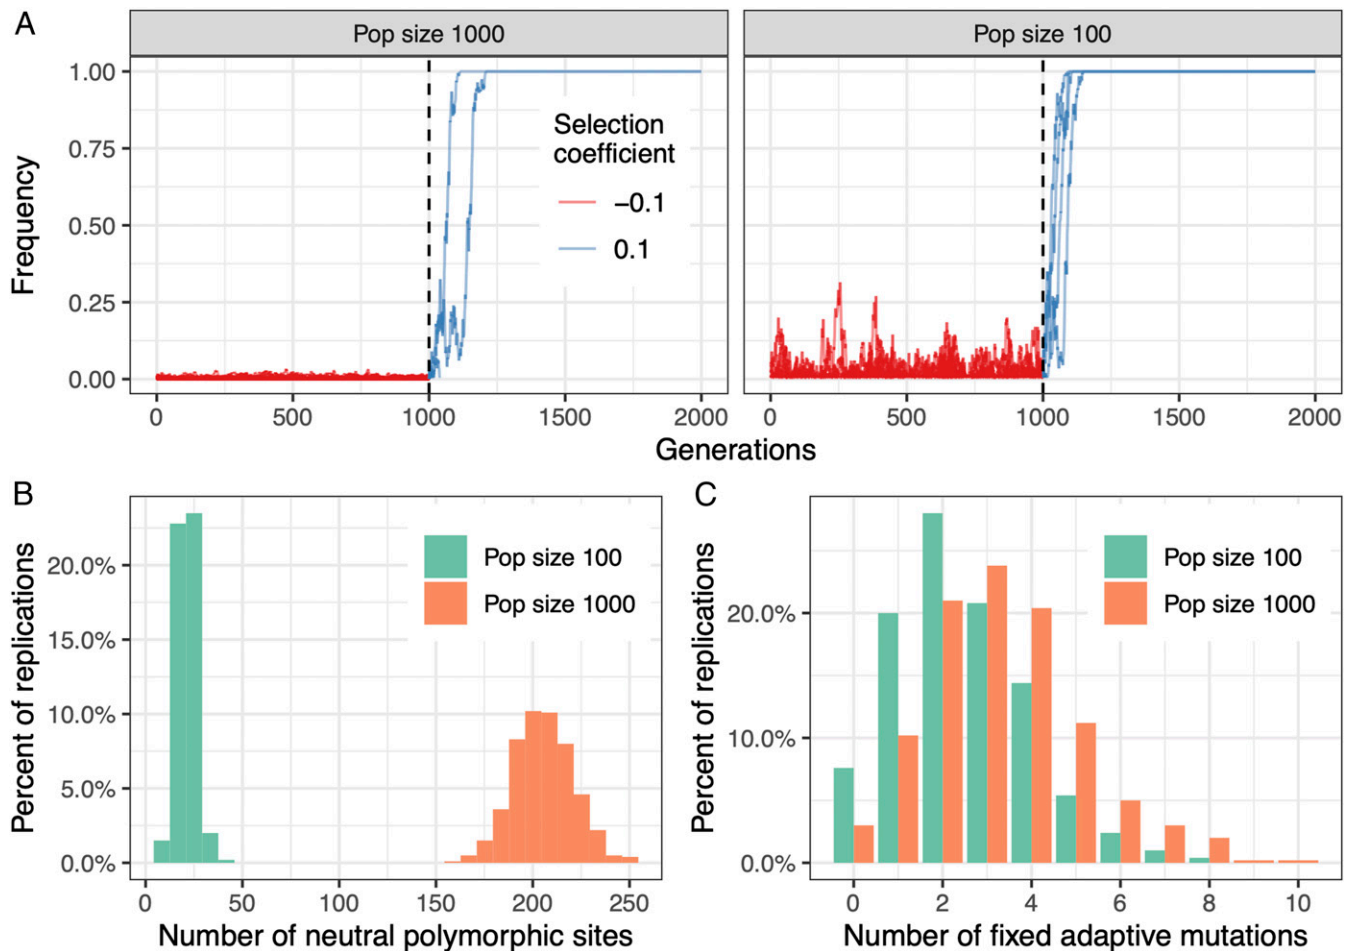 A
Pop size 1000
Pop size 100
1.00
0.75
0.50
0.25
0.00
Frequency
Selection
coefficient
−0.1
0.1
0 500 1000 1500 2000
0 500 1000 1500 2000
Generations
B
20.0%
15.0%
10.0%
5.0%
0.0%
Percent of replications
Pop size 100
Pop size 1000
0 50 100 150 200 250
Number of neutral polymorphic sites
C
20.0%
10.0%
0.0%
Percent of replications
Pop size 100
Pop size 1000
0 2 4 6 8 10
Number of fixed adaptive mutations